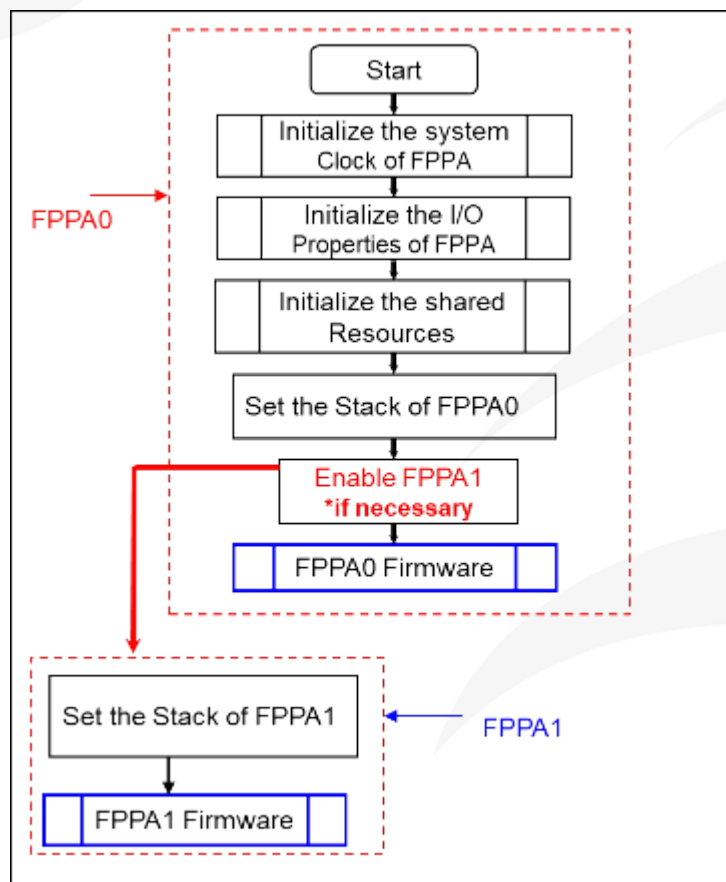 Start
Initialize the system
Clock of FPPA
FPPA0
Initialize the I/O
Properties of FPPA
Initialize the shared
Resources
Set the Stack of FPPA0
Enable FPPA1
*if necessary
FPPA0 Firmware
Set the Stack of FPPA1
FPPA1
FPPA1 Firmware